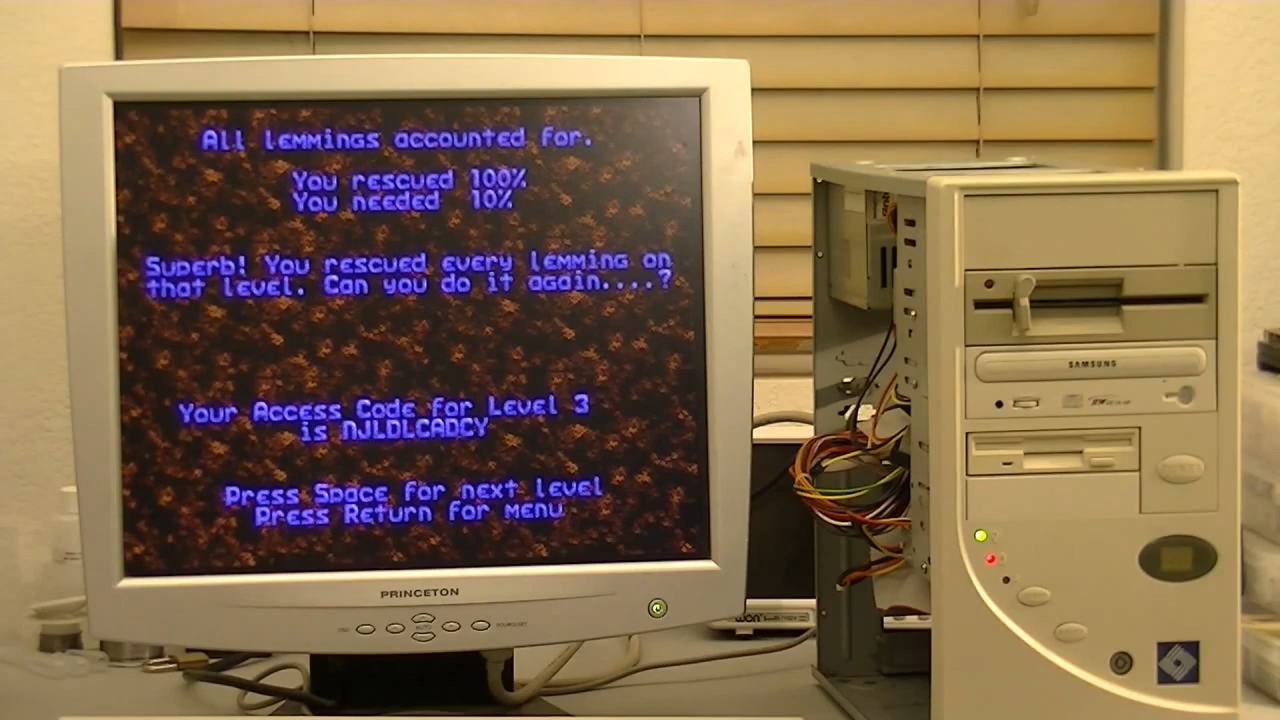 All lemmings accounted for.
You rescued 100%
You needed 10%
Superb! You rescued every lemming on
that level. Can you do it again....?
Your Access Code for Level 3
is NJLDLCADCY
Press Space for next level
Press Return for menu
PRINCETON
AUTO
SAMSUNG